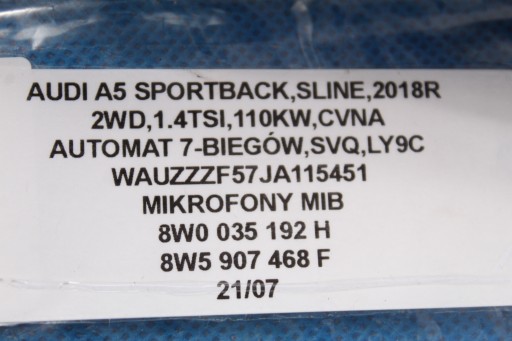 AUDI A5 SPORTBACK,SLINE,2018R
2WD,1.4TSI,110KW,CVNA
AUTOMAT 7-BIEGÓW,SVQ,LY9C
WAUZZZF57JA115451
MIKROFONY MIB
8W0 035 192 H
8W5 907 468 F
21/07